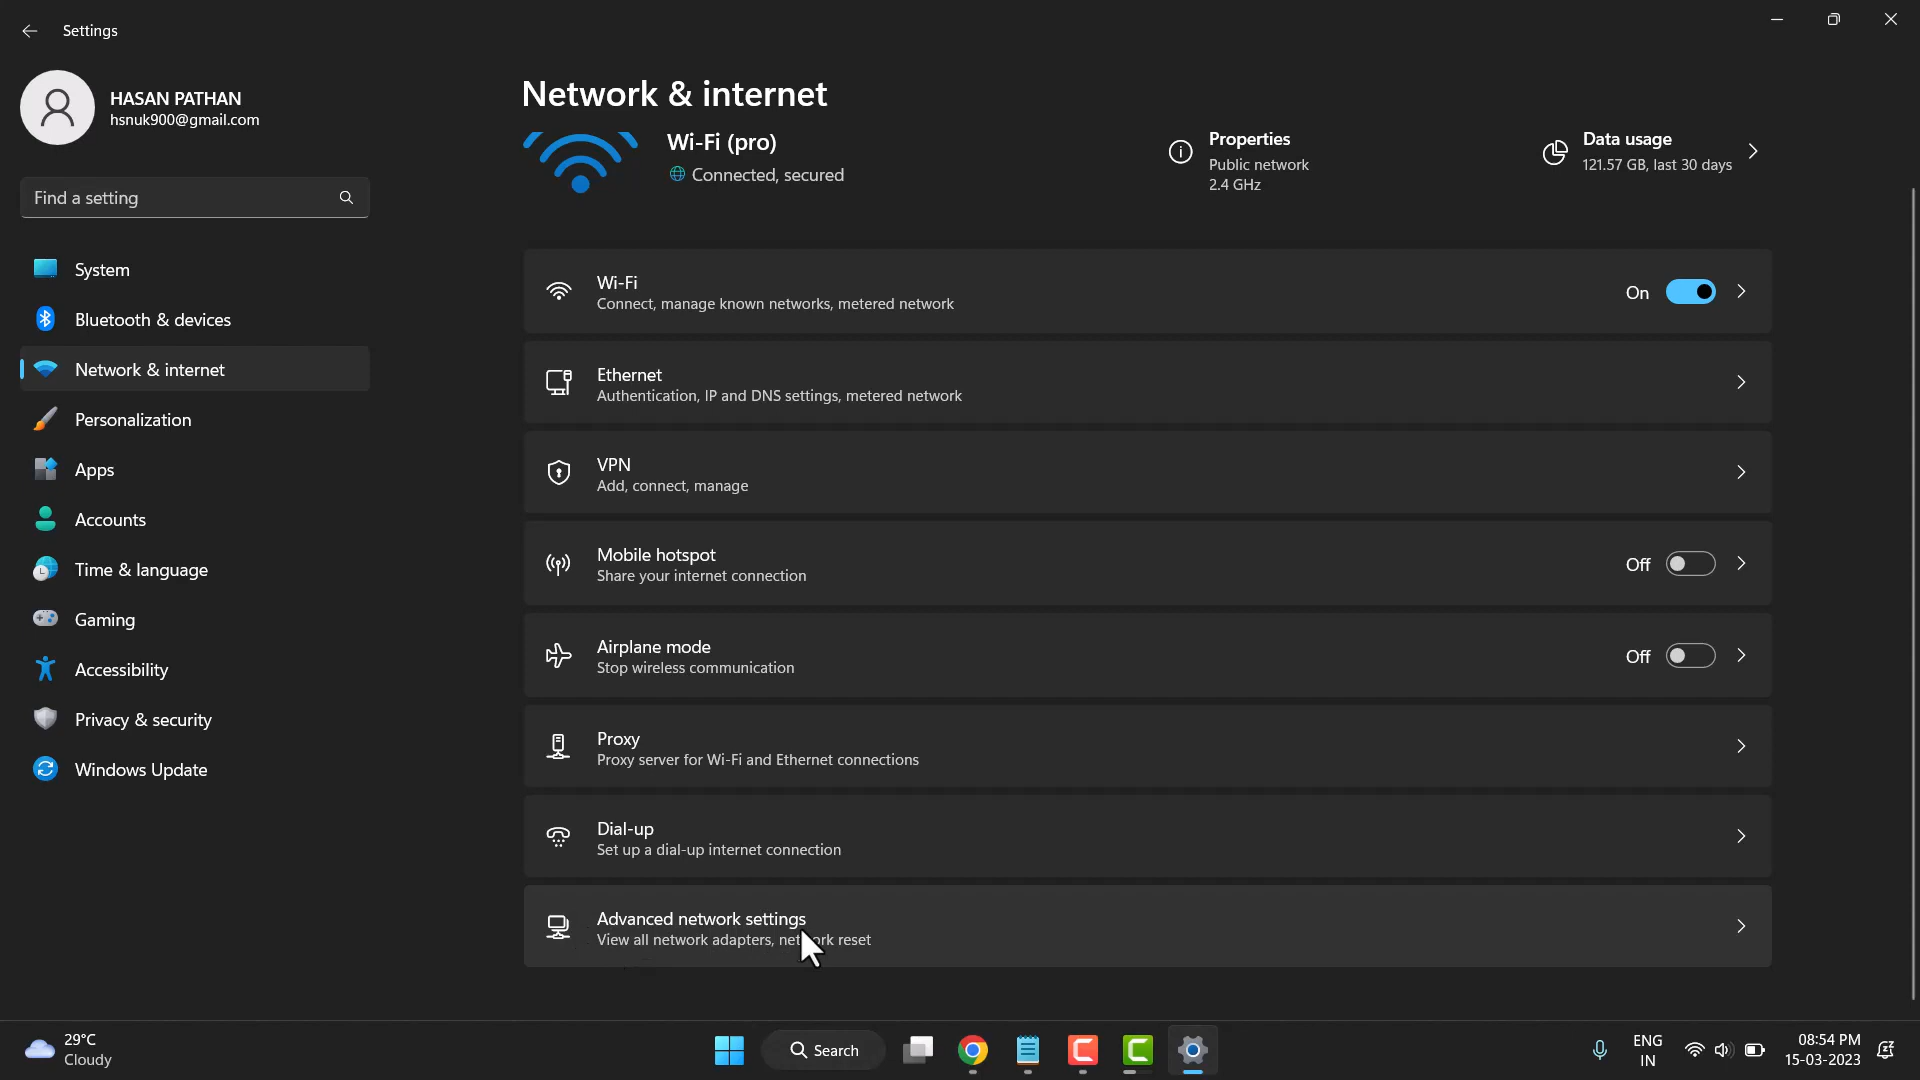 Settings
HASAN PATHAN
hsnuk900@gmail.com
Find a setting
System
Bluetooth & devices
Network & internet
Personalization
Apps
Accounts
Time & language
Gaming
Accessibility
Privacy & security
Windows Update
Network & internet
Wi-Fi (pro)
Connected, secured
Properties
Public network
2.4 GHz
Data usage
121.57 GB, last 30 days
Wi-Fi
Connect, manage known networks, metered network
On
Ethernet
Authentication, IP and DNS settings, metered network
VPN
Add, connect, manage
Mobile hotspot
Share your internet connection
Off
Airplane mode
Stop wireless communication
Off
Proxy
Proxy server for Wi-Fi and Ethernet connections
Dial-up
Set up a dial-up internet connection
Advanced network settings
View all network adapters, network reset
29°C
Cloudy
Search
ENG
IN
08:54 PM
15-03-2023